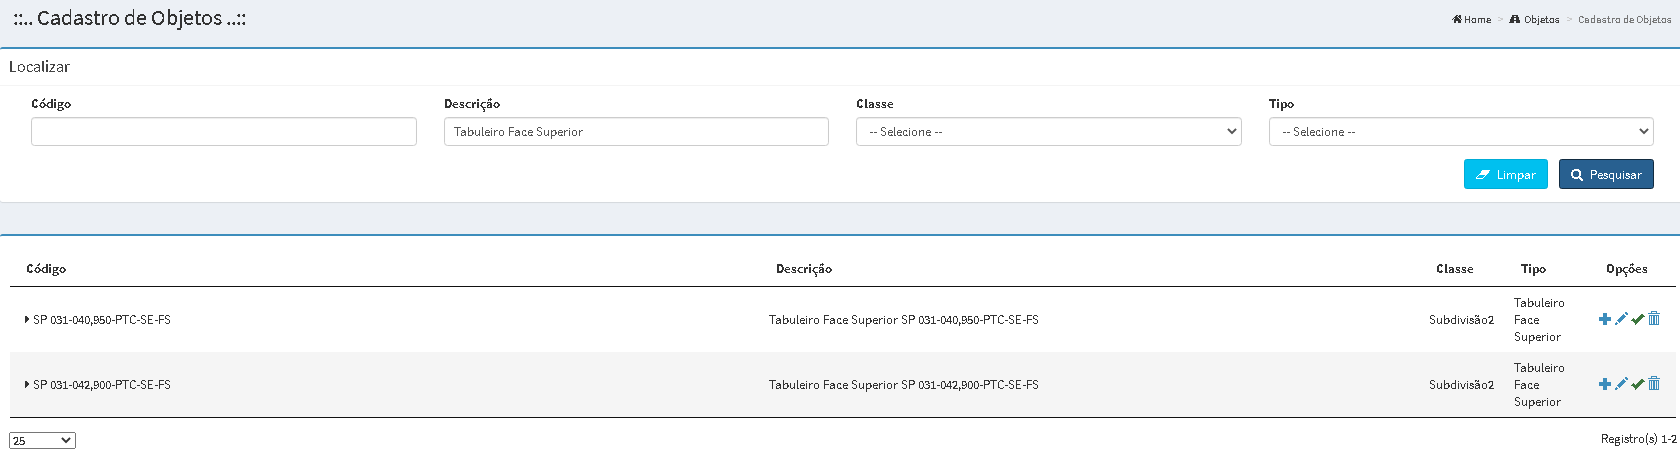 ::.. Cadastro de Objetos ..::
Home > Objetos > Cadastro de Objetos
Localizar
Código Descrição Classe Tipo
Tabuleiro Face Superior -- Selecione -- -- Selecione --
Limpar Pesquisar
Código Descrição Classe Tipo Opções
SP 031-040,950-PTC-SE-FS Tabuleiro Face Superior SP 031-040,950-PTC-SE-FS Subdivisão2 Tabuleiro
Face
Superior
SP 031-042,900-PTC-SE-FS Tabuleiro Face Superior SP 031-042,900-PTC-SE-FS Subdivisão2 Tabuleiro
Face
Superior
25 Registro(s) 1-2